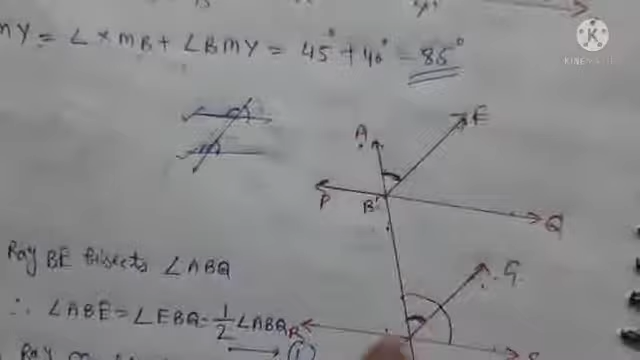 MY = ∠XMB + ∠BMY = 45° + 40° = 85°
K
A
E
P
B
Q
Ray BE bisects ∠ABQ
G
∴ ∠ABE = ∠EBQ = 1/2 ∠ABQ
R
①